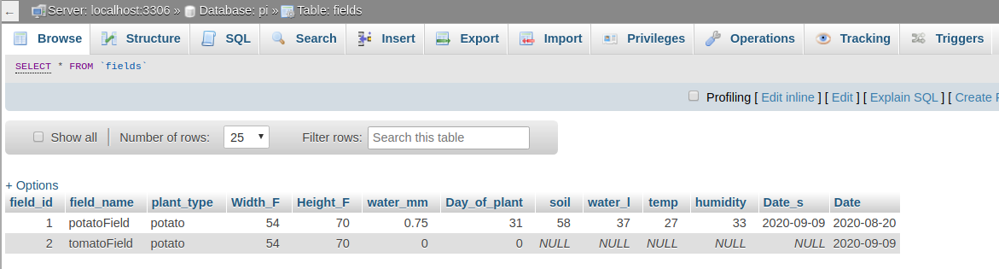 ← Server: localhost:3306 » Database: pi » Table: fields
Browse Structure SQL Search Insert Export Import Privileges Operations Tracking Triggers
SELECT * FROM `fields`
Profiling [ Edit inline ] [ Edit ] [ Explain SQL ] [ Create
Show all Number of rows: 25 Filter rows: Search this table
+ Options
field_id field_name plant_type Width_F Height_F water_mm Day_of_plant soil water_l temp humidity Date_s Date
1 potatoField potato 54 70 0.75 31 58 37 27 33 2020-09-09 2020-08-20
2 tomatoField potato 54 70 0 0 NULL NULL NULL NULL NULL 2020-09-09